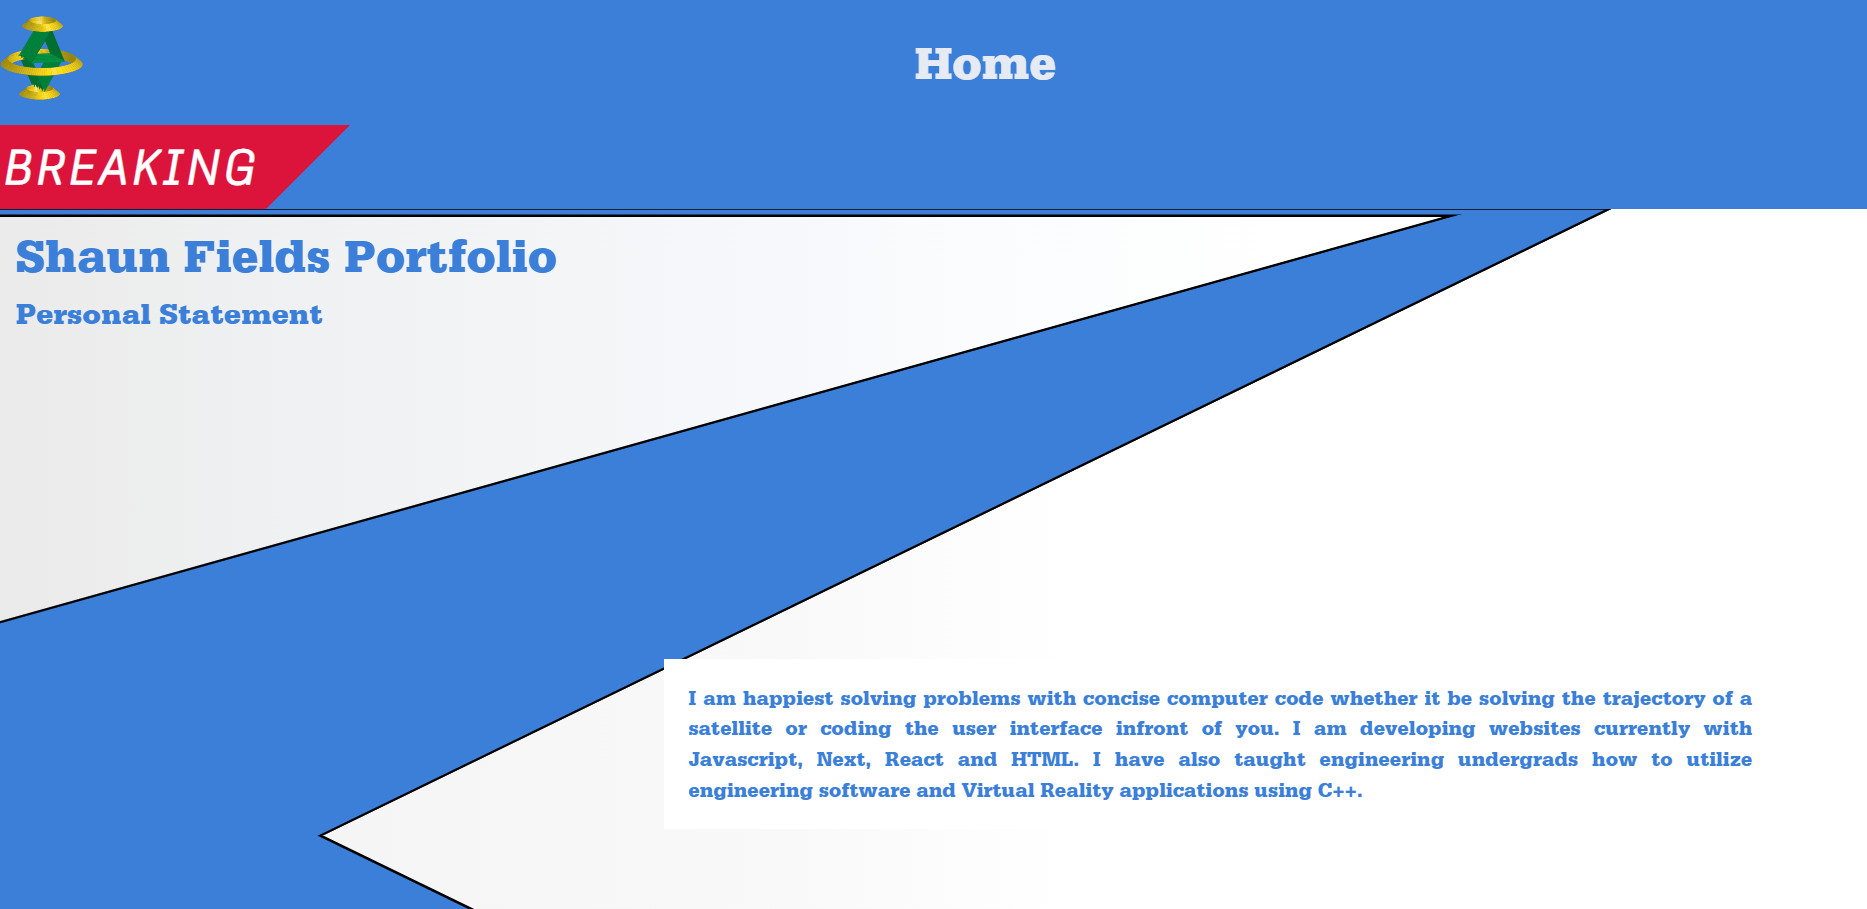 Home
BREAKING
Shaun Fields Portfolio
Personal Statement
I am happiest solving problems with concise computer code whether it be solving the trajectory of a
satellite or coding the user interface infront of you. I am developing websites currently with
Javascript, Next, React and HTML. I have also taught engineering undergrads how to utilize
engineering software and Virtual Reality applications using C++.